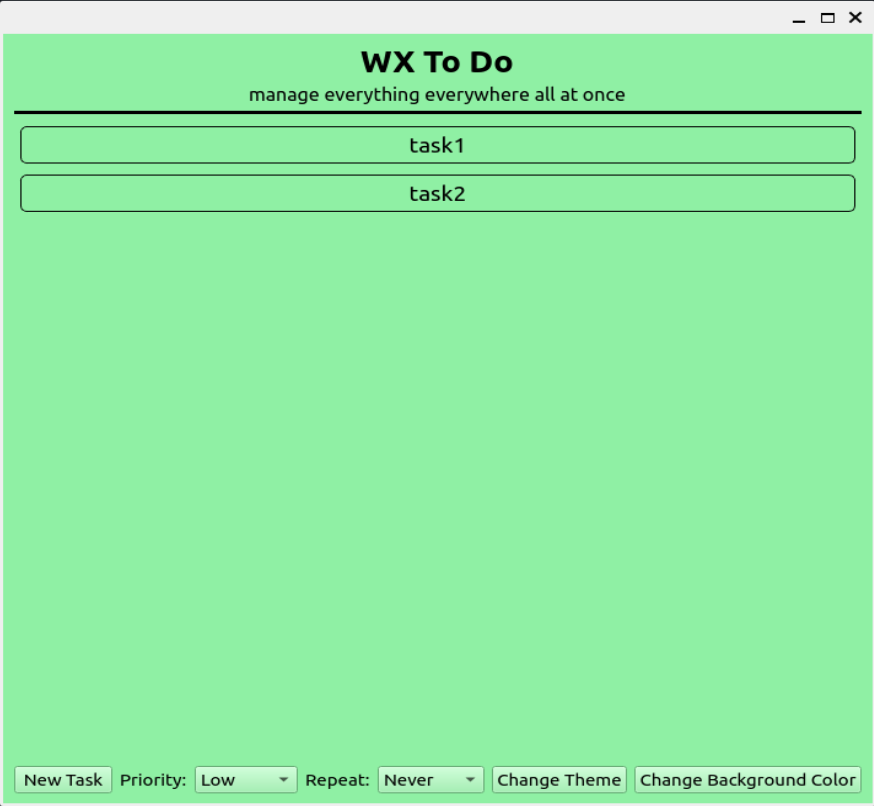 WX To Do
manage everything everywhere all at once
task1
task2
New Task Priority: Low Repeat: Never Change Theme Change Background Color